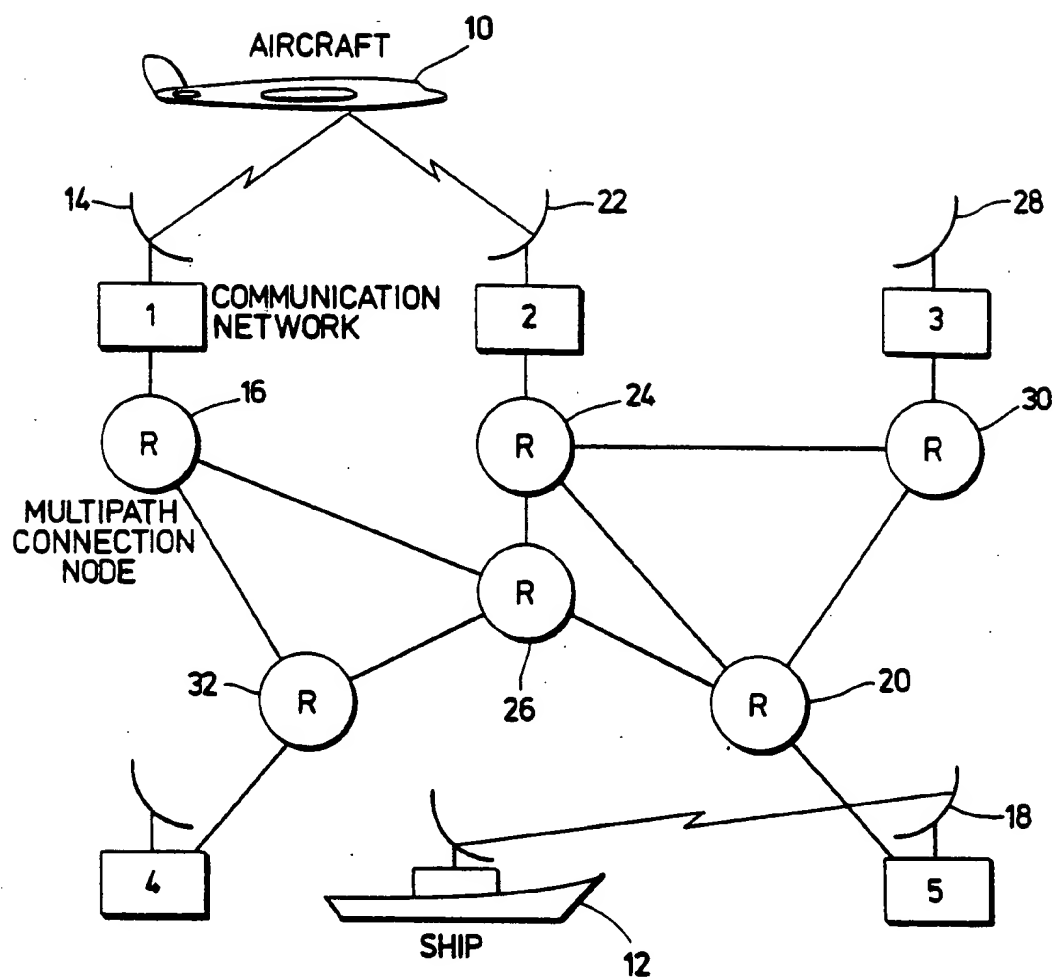 AIRCRAFT
10
14
22
28
1
COMMUNICATION
NETWORK
2
3
16
24
30
R
R
R
MULTIPATH
CONNECTION
NODE
R
32
26
20
R
R
18
4
5
SHIP
12